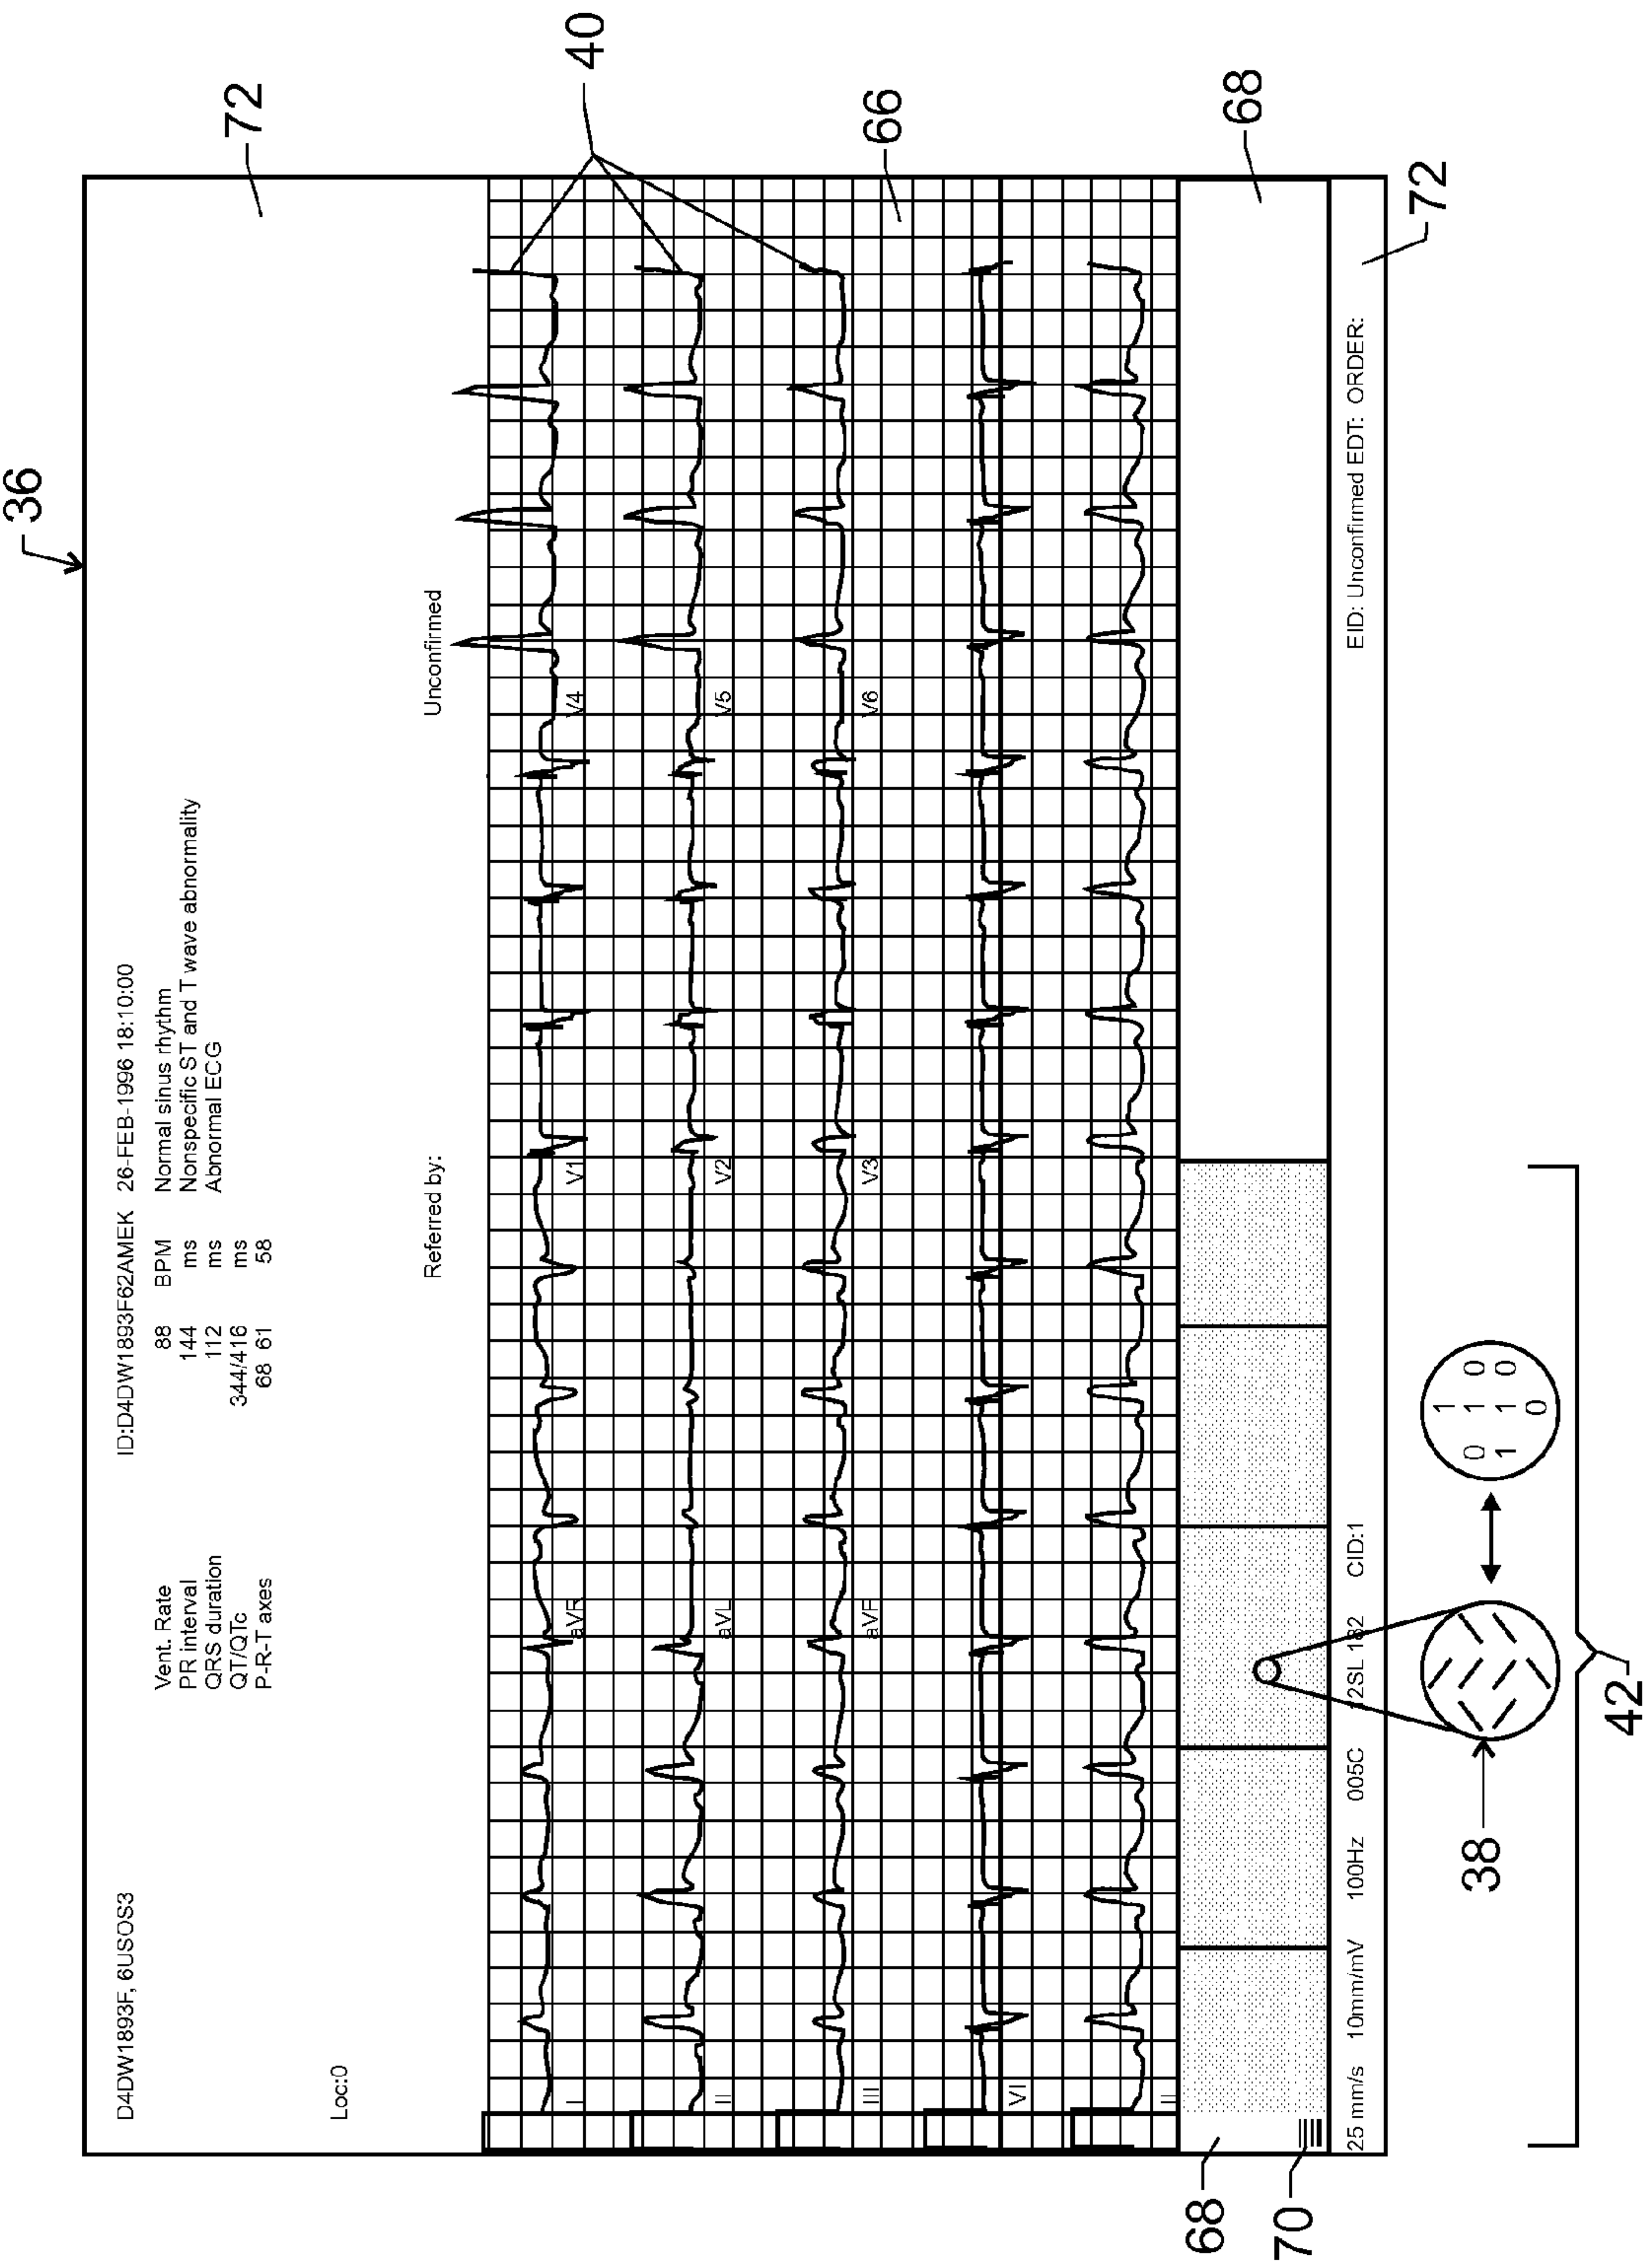 36
72
40
66
68
72
D4DW1893F, 6USOS3 ID:D4DW1893F62AMEK 26-FEB-1996 18:10:00
Vent. Rate 88 BPM Normal sinus rhythm
PR interval 144 ms Nonspecific ST and T wave abnormality
QRS duration 112 ms Abnormal ECG
QT/QTc 344/416 ms
P-R-T axes 68 61 58
Loc:0
Referred by: Unconfirmed
I aVR V1 V4
II aVL V2 V5
III aVF V3 V6
VI
II
68
70
25 mm/s 10mm/mV 100Hz 005C 12SL 182 CID:1 EID: Unconfirmed EDT: ORDER:
38
1
0 1 0
1 1 0
0
42